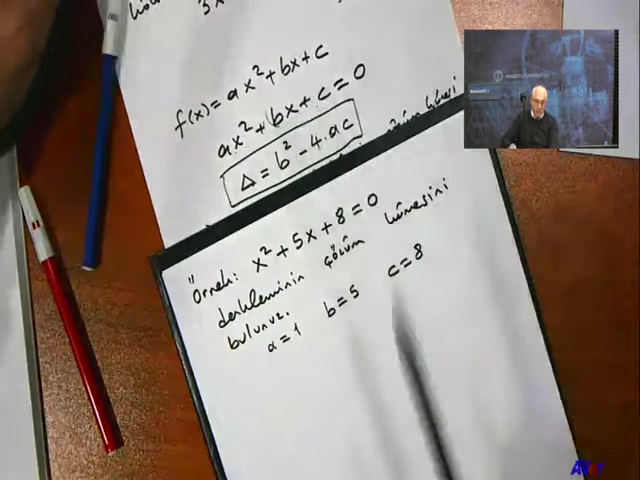 3x
f(x) = ax² + bx + c
ax² + bx + c = 0
Δ = b² - 4.ac
Örnek: x² + 5x + 8 = 0
denkleminin çözüm kümesini
bulunuz.
a = 1 b = 5 c = 8